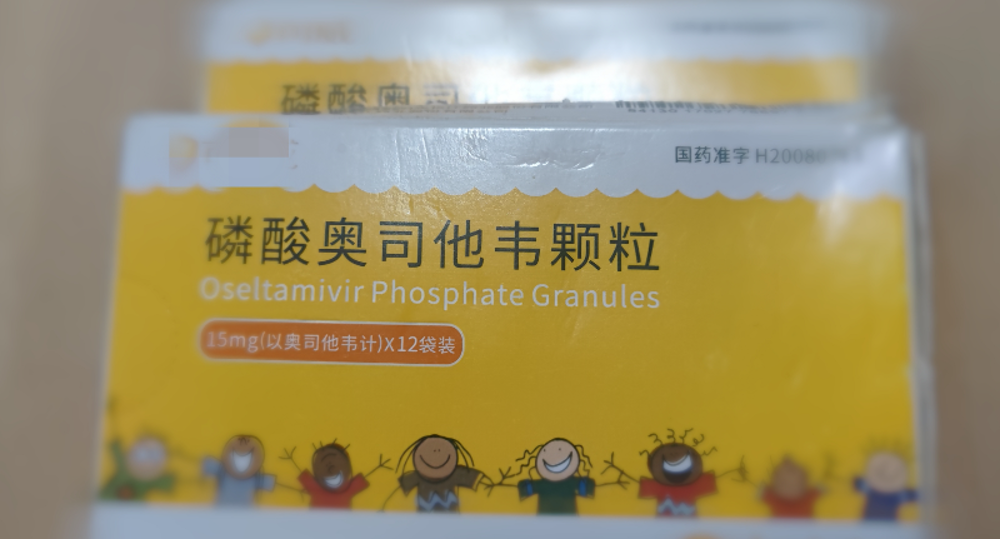 磷酸奥司
国药准字 H20080
磷酸奥司他韦颗粒
Oseltamivir Phosphate Granules
15mg(以奥司他韦计)X12袋装